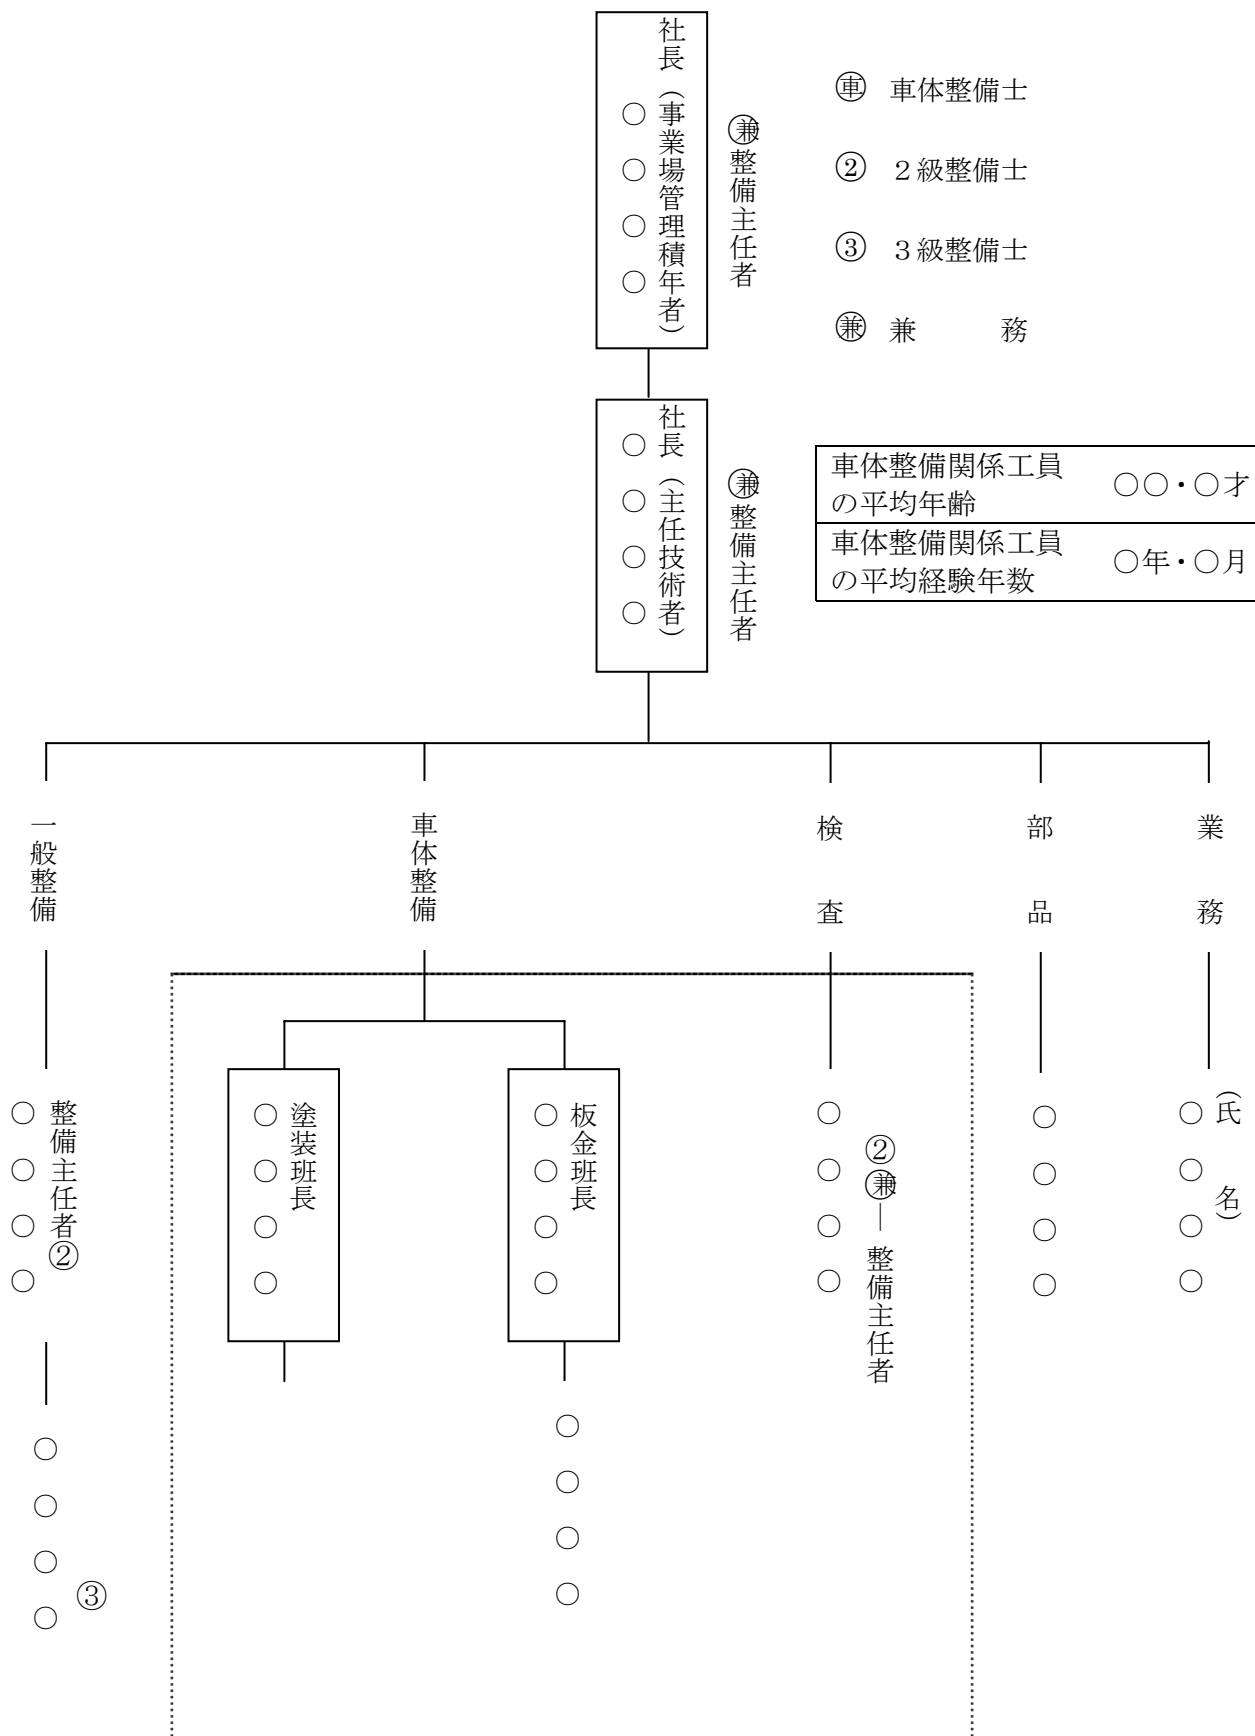 社長（事業場管理積年者）
○　○　○　○
㊒整備主任者
社長（主任技術者）
○　○　○　○
整備主任者
車体整備士
② ２級整備士
③ ３級整備士
兼　　務
車体整備関係工員
の平均年齢
○○・○才
車体整備関係工員
の平均経験年数
○年・○月
業　務
部　品
検　査
車体整備
一般整備
（氏　名）
○　○　○　○
○　○　○　○
②兼―整備主任者
○　○　○　○
板金班長
○　○　○　○
○　○　○　○
塗装班長
○　○　○　○
整備主任者②
○　○　○　○
③
○　○　○　○